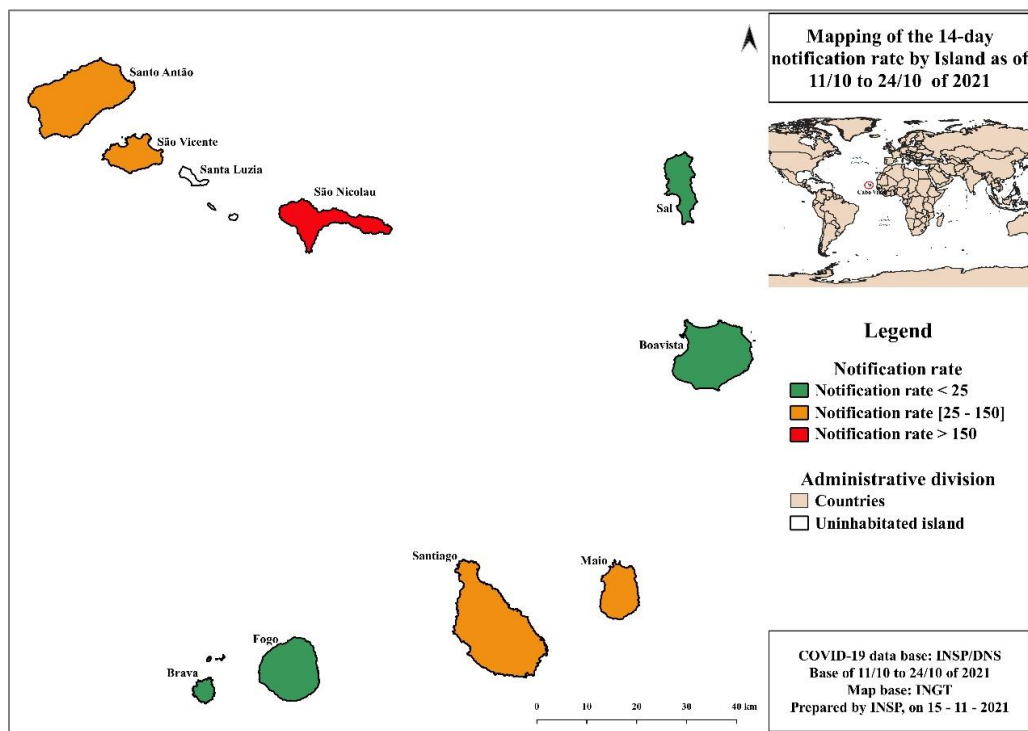 Mapping of the 14-day
notification rate by Island as of
11/10 to 24/10 of 2021
Santo Antão
São Vicente
Santa Luzia
São Nicolau
Sal
Boavista
Santiago
Maio
Fogo
Brava
Legend
Notification rate
Notification rate < 25
Notification rate [25 - 150]
Notification rate > 150
Administrative division
Countries
Uninhabitated island
COVID-19 data base: INSP/DNS
Base of 11/10 to 24/10 of 2021
Map base: INGT
Prepared by INSP, on 15 - 11 - 2021
0 10 20 30 40 km